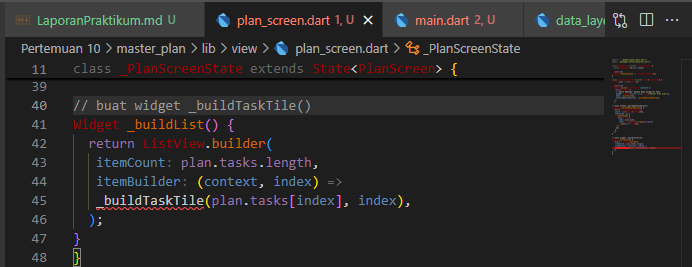 LaporanPraktikum.md U
plan_screen.dart 1, U
main.dart 2, U
data_lay
Pertemuan 10 > master_plan > lib > view > plan_screen.dart > _PlanScreenState
11 class _PlanScreenState extends State<PlanScreen> {
39
40 // buat widget _buildTaskTile()
41 Widget _buildList() {
42 return ListView.builder(
43 itemCount: plan.tasks.length,
44 itemBuilder: (context, index) =>
45 _buildTaskTile(plan.tasks[index], index),
46 );
47 }
48 }